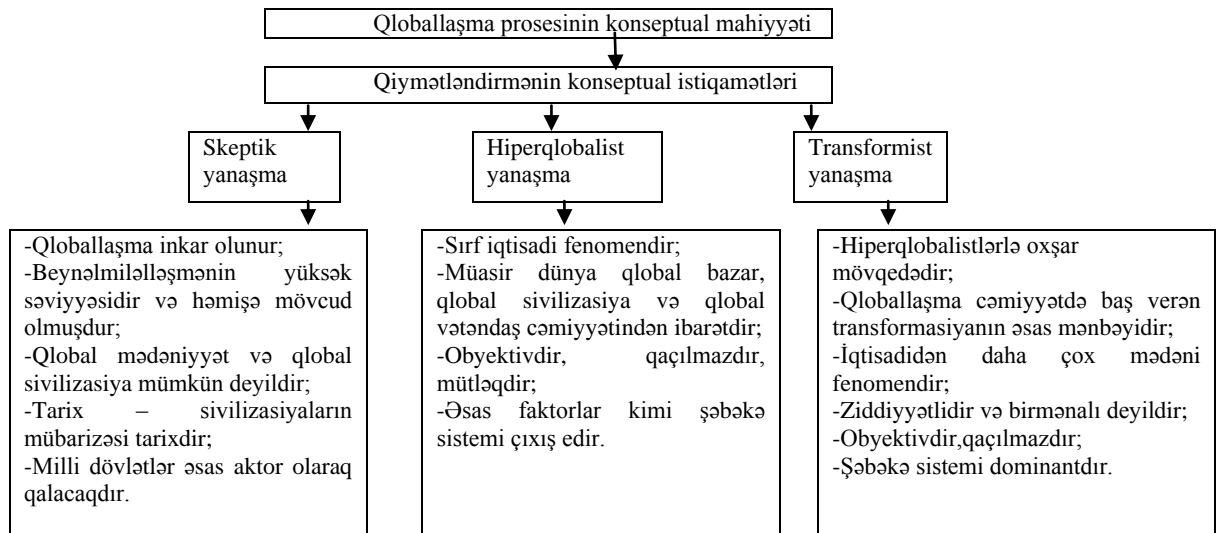 Qloballaşma prosesinin konseptual mahiyyəti
Qiymətləndirmənin konseptual istiqamətləri
Skeptik
yanaşma
Hiperqlobalist
yanaşma
Transformist
yanaşma
-Qloballaşma inkar olunur;
-Beynəlmiləlləşmənin yüksək
səviyyəsidir və həmişə mövcud
olmuşdur;
-Qlobal mədəniyyət və qlobal
sivilizasiya mümkün deyildir;
-Tarix – sivilizasiyaların
mübarizəsi tarixdir;
-Milli dövlətlər əsas aktor olaraq
qalacaqdır.
-Sırf iqtisadi fenomendir;
-Müasir dünya qlobal bazar,
qlobal sivilizasiya və qlobal
vətəndaş cəmiyyətindən ibarətdir;
-Obyektivdir, qaçılmazdır,
mütləqdir;
-Əsas faktorlar kimi şəbəkə
sistemi çıxış edir.
-Hiperqlobalistlərlə oxşar
mövqedədir;
-Qloballaşma cəmiyyətdə baş verən
transformasiyanın əsas mənbəyidir;
-İqtisadidən daha çox mədəni
fenomendir;
-Ziddiyyətlidir və birmənalı deyildir;
-Obyektivdir,qaçılmazdır;
-Şəbəkə sistemi dominantdır.